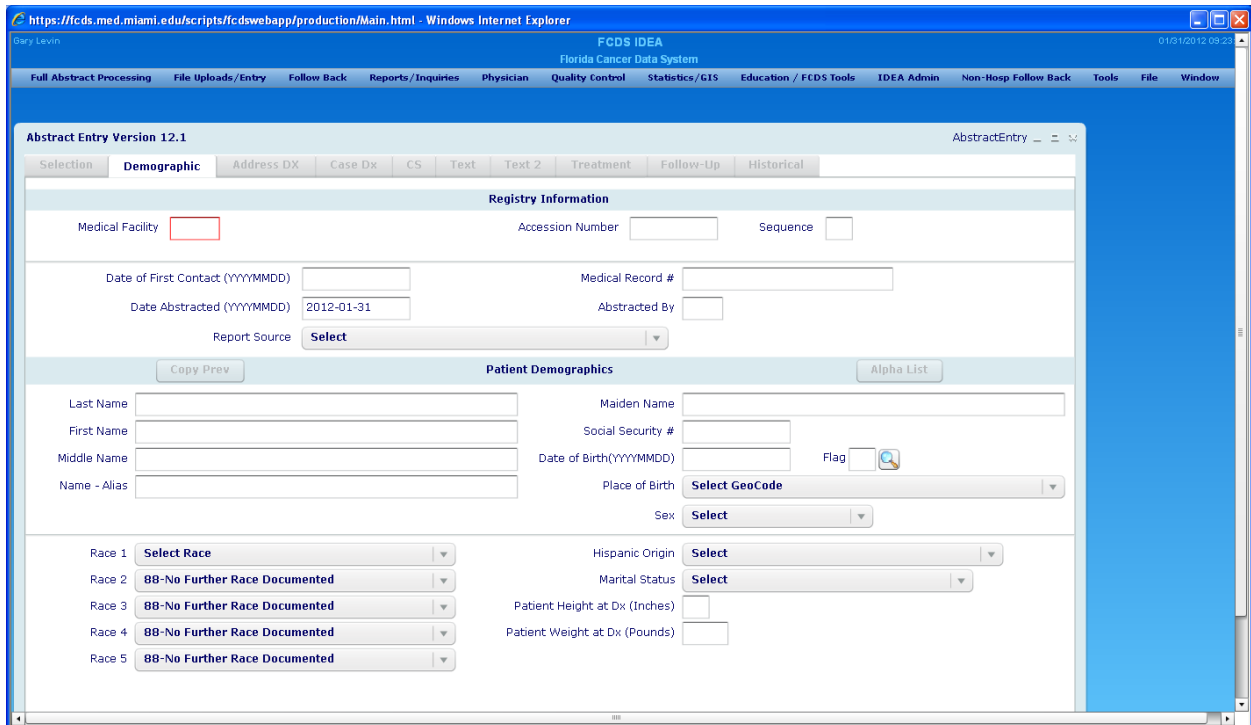 https://fcds.med.miami.edu/scripts/fcdswebapp/production/Main.html - Windows Internet Explorer
Gary Levin FCDS IDEA 01/31/2012 09:23
Florida Cancer Data System
Full Abstract Processing File Uploads/Entry Follow Back Reports/Inquiries Physician Quality Control Statistics/GIS Education / FCDS Tools IDEA Admin Non-Hosp Follow Back Tools File Window
Abstract Entry Version 12.1 AbstractEntry
Selection Demographic Address DX Case Dx CS Text Text 2 Treatment Follow-Up Historical
Registry Information
Medical Facility Accession Number Sequence
Date of First Contact (YYYYMMDD) Medical Record #
Date Abstracted (YYYYMMDD) 2012-01-31 Abstracted By
Report Source Select
Copy Prev Patient Demographics Alpha List
Last Name Maiden Name
First Name Social Security #
Middle Name Date of Birth(YYYYMMDD) Flag
Name - Alias Place of Birth Select GeoCode
Sex Select
Race 1 Select Race Hispanic Origin Select
Race 2 88-No Further Race Documented Marital Status Select
Race 3 88-No Further Race Documented Patient Height at Dx (Inches)
Race 4 88-No Further Race Documented Patient Weight at Dx (Pounds)
Race 5 88-No Further Race Documented